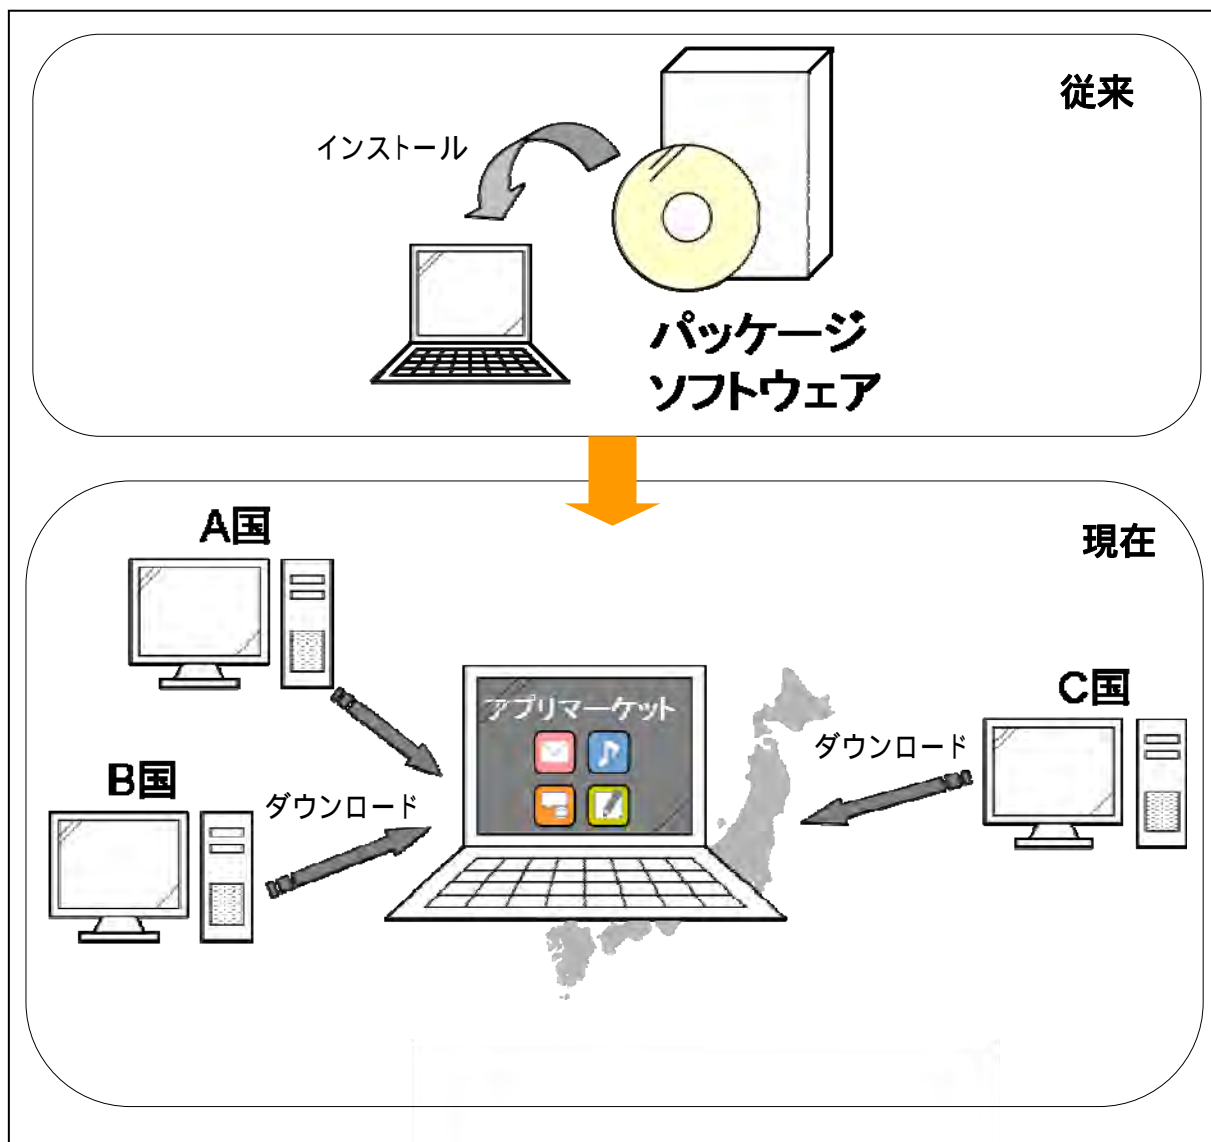 従来
インストール
パッケージ
ソフトウェア
現在
A国
アプリマーケット
C国
ダウンロード
B国
ダウンロード